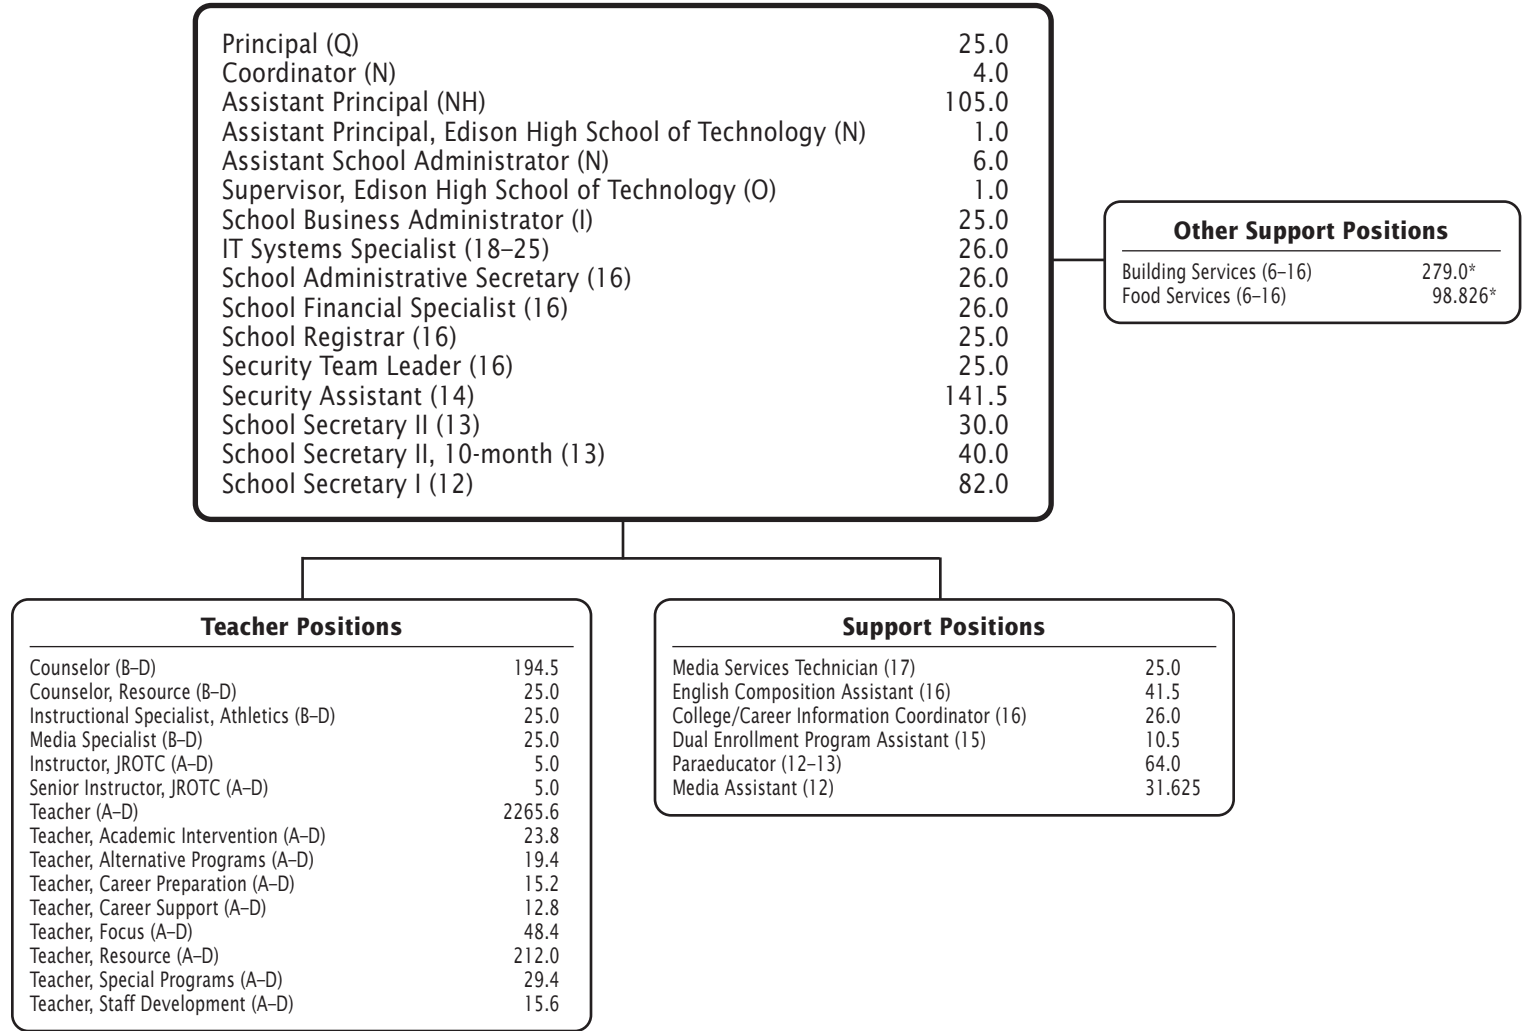 Principal (Q) 25.0
Coordinator (N) 4.0
Assistant Principal (NH) 105.0
Assistant Principal, Edison High School of Technology (N) 1.0
Assistant School Administrator (N) 6.0
Supervisor, Edison High School of Technology (O) 1.0
School Business Administrator (I) 25.0
IT Systems Specialist (18–25) 26.0
School Administrative Secretary (16) 26.0
School Financial Specialist (16) 26.0
School Registrar (16) 25.0
Security Team Leader (16) 25.0
Security Assistant (14) 141.5
School Secretary II (13) 30.0
School Secretary II, 10-month (13) 40.0
School Secretary I (12) 82.0
Other Support Positions
Building Services (6–16) 279.0*
Food Services (6–16) 98.826*
Teacher Positions
Counselor (B–D) 194.5
Counselor, Resource (B–D) 25.0
Instructional Specialist, Athletics (B–D) 25.0
Media Specialist (B–D) 25.0
Instructor, JROTC (A–D) 5.0
Senior Instructor, JROTC (A–D) 5.0
Teacher (A–D) 2265.6
Teacher, Academic Intervention (A–D) 23.8
Teacher, Alternative Programs (A–D) 19.4
Teacher, Career Preparation (A–D) 15.2
Teacher, Career Support (A–D) 12.8
Teacher, Focus (A–D) 48.4
Teacher, Resource (A–D) 212.0
Teacher, Special Programs (A–D) 29.4
Teacher, Staff Development (A–D) 15.6
Support Positions
Media Services Technician (17) 25.0
English Composition Assistant (16) 41.5
College/Career Information Coordinator (16) 26.0
Dual Enrollment Program Assistant (15) 10.5
Paraeducator (12–13) 64.0
Media Assistant (12) 31.625